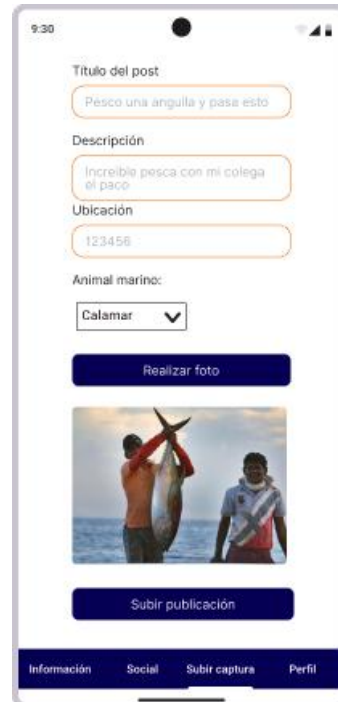 9:30
Título del post
Pesco una anguila y pasa esto
Descripción
Increible pesca con mi colega
el paco
Ubicación
123456
Animal marino:
Calamar
Realizar foto
Subir publicación
Información Social Subir captura Perfil